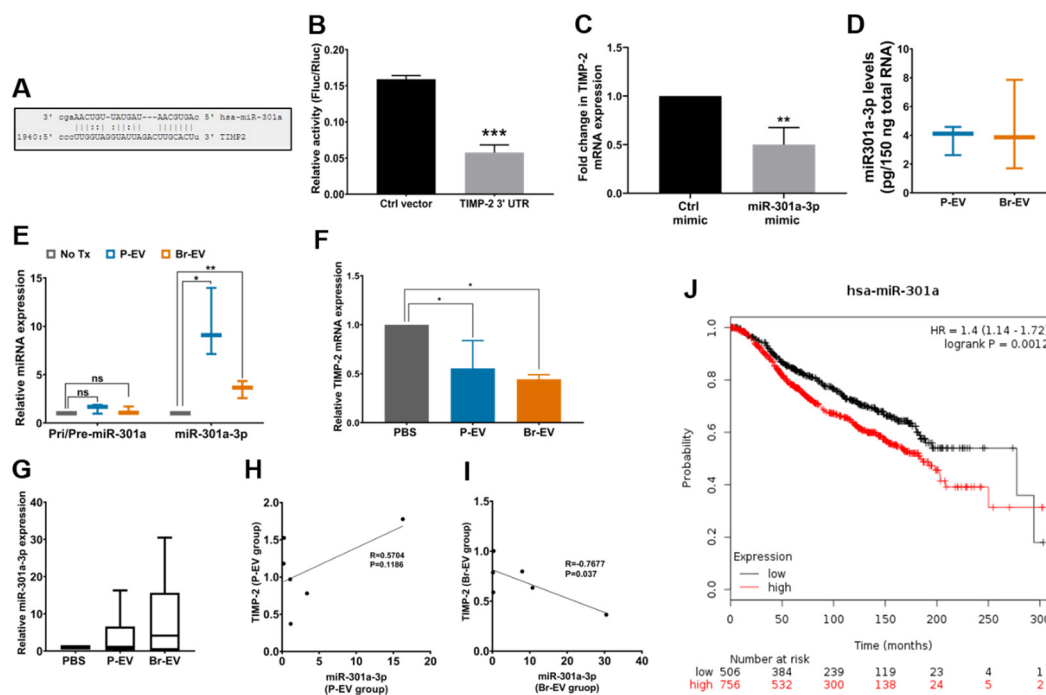 A
3' cgaAACUGU-UAUGAU---AACGUGAc 5' hsa-miR-301a
1940:5' cccUUGGUAGGUAUUAGACUUGCACUu 3' TIMP2
B
Relative activity (Fluc/Rluc)
0.20
0.15
0.10
0.05
0.00
***
Ctrl vector
TIMP-2 3' UTR
C
Fold change in TIMP-2
mRNA expression
1.5
1.0
0.5
0.0
**
Ctrl
mimic
miR-301a-3p
mimic
D
miR301a-3p levels
(pg/150 ng total RNA)
10
8
6
4
2
0
P-EV
Br-EV
E
No Tx
P-EV
Br-EV
Relative miRNA expression
15
10
5
0
ns
ns
*
**
Pri/Pre-miR-301a
miR-301a-3p
F
Relative TIMP-2 mRNA expression
1.5
1.0
0.5
0.0
*
*
PBS
P-EV
Br-EV
G
Relative miR-301a-3p expression
40
30
20
10
0
PBS
P-EV
Br-EV
H
TIMP-2 (P-EV group)
2.0
1.5
1.0
0.5
0.0
R=0.5704
P=0.1186
0 5 10 15 20
miR-301a-3p
(P-EV group)
I
TIMP-2 (Br-EV group)
1.5
1.0
0.5
0.0
R=-0.7677
P=0.037
0 10 20 30 40
miR-301a-3p
(Br-EV gruop)
J
hsa-miR-301a
HR = 1.4 (1.14 - 1.72)
logrank P = 0.0012
Probability
1.0
0.8
0.6
0.4
0.2
0.0
Expression
low
high
0 50 100 150 200 250 300
Time (months)
Number at risk
low 506 384 239 119 23 4 1
high 756 532 300 138 24 5 2